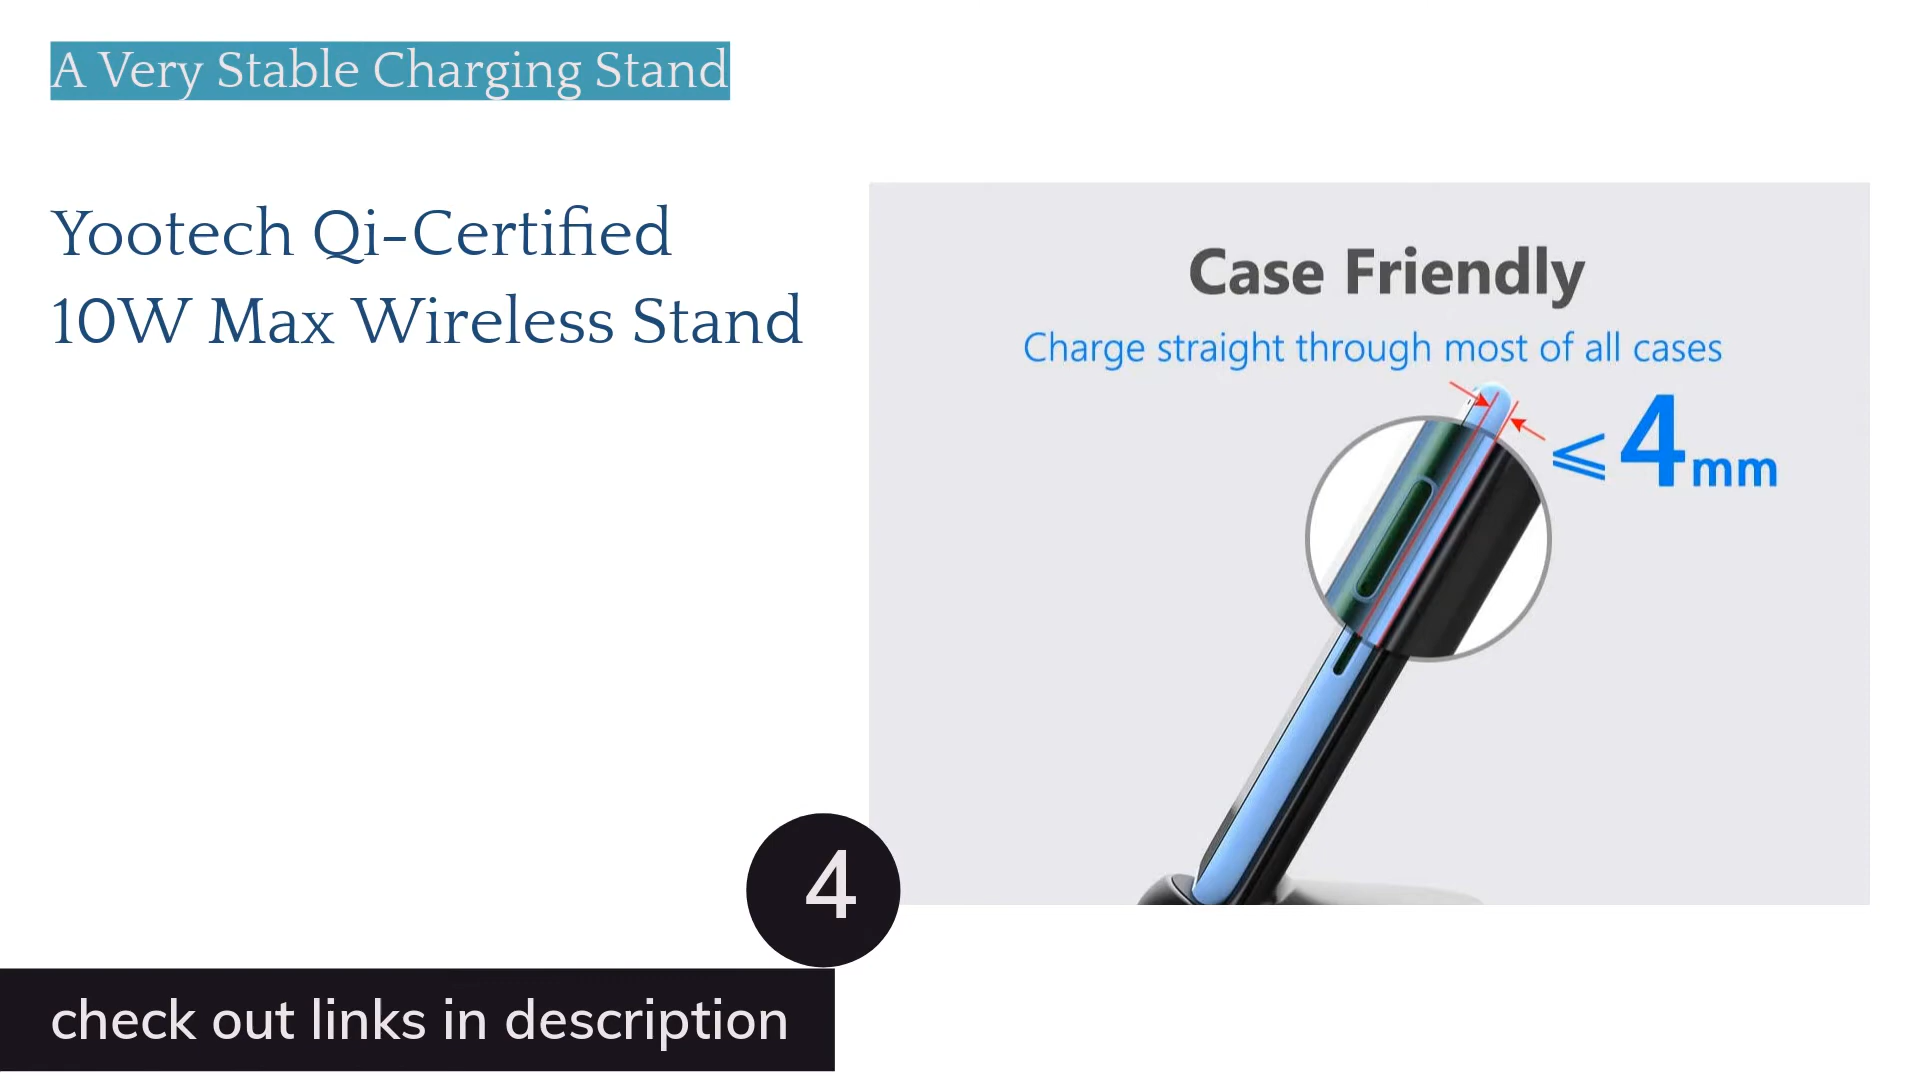 A Very Stable Charging Stand
Yootech Qi-Certified
10W Max Wireless Stand
Case Friendly
Charge straight through most of all cases
≤4mm
4
check out links in description